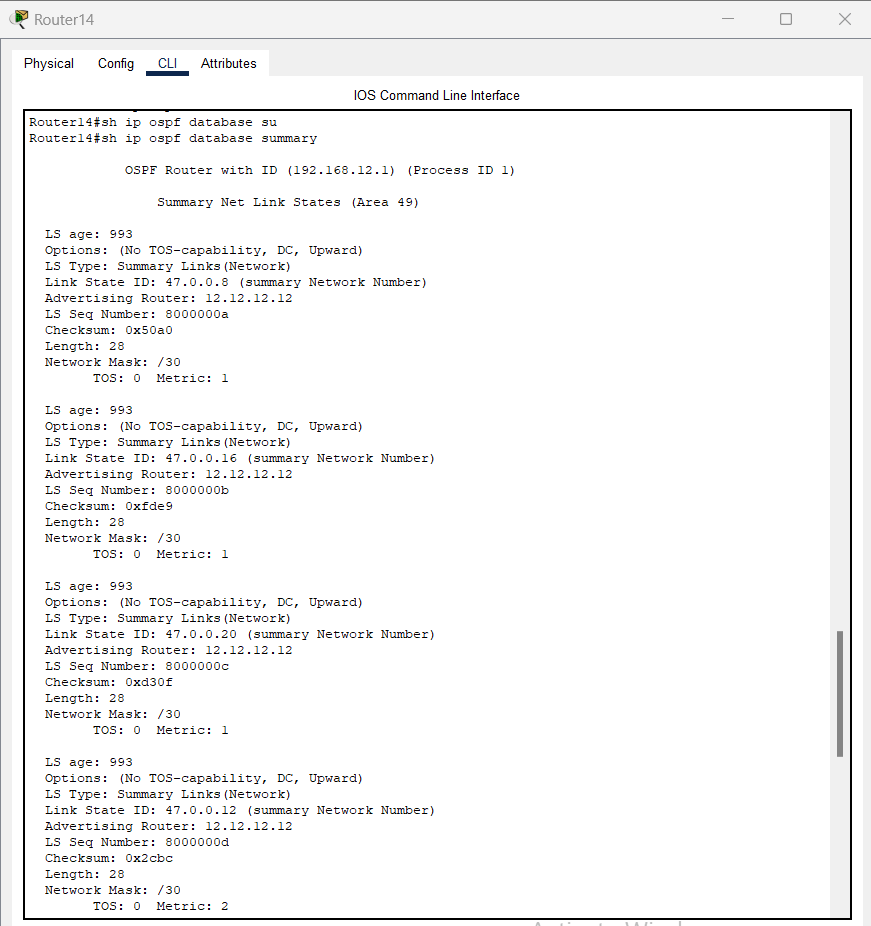 Router14
Physical Config CLI Attributes
IOS Command Line Interface
Router14#sh ip ospf database su
Router14#sh ip ospf database summary
OSPF Router with ID (192.168.12.1) (Process ID 1)
Summary Net Link States (Area 49)
LS age: 993
Options: (No TOS-capability, DC, Upward)
LS Type: Summary Links(Network)
Link State ID: 47.0.0.8 (summary Network Number)
Advertising Router: 12.12.12.12
LS Seq Number: 8000000a
Checksum: 0x50a0
Length: 28
Network Mask: /30
TOS: 0 Metric: 1
LS age: 993
Options: (No TOS-capability, DC, Upward)
LS Type: Summary Links(Network)
Link State ID: 47.0.0.16 (summary Network Number)
Advertising Router: 12.12.12.12
LS Seq Number: 8000000b
Checksum: 0xfde9
Length: 28
Network Mask: /30
TOS: 0 Metric: 1
LS age: 993
Options: (No TOS-capability, DC, Upward)
LS Type: Summary Links(Network)
Link State ID: 47.0.0.20 (summary Network Number)
Advertising Router: 12.12.12.12
LS Seq Number: 8000000c
Checksum: 0xd30f
Length: 28
Network Mask: /30
TOS: 0 Metric: 1
LS age: 993
Options: (No TOS-capability, DC, Upward)
LS Type: Summary Links(Network)
Link State ID: 47.0.0.12 (summary Network Number)
Advertising Router: 12.12.12.12
LS Seq Number: 8000000d
Checksum: 0x2cbc
Length: 28
Network Mask: /30
TOS: 0 Metric: 2